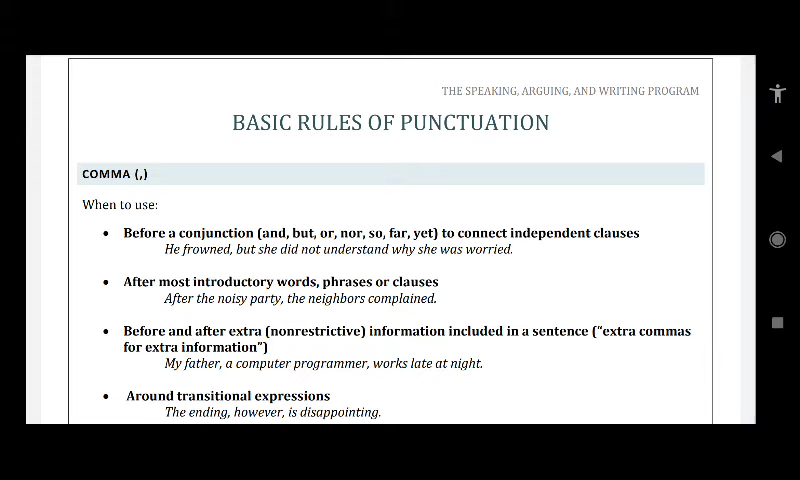 THE SPEAKING, ARGUING, AND WRITING PROGRAM
BASIC RULES OF PUNCTUATION
COMMA (,)
When to use:
• Before a conjunction (and, but, or, nor, so, far, yet) to connect independent clauses
He frowned, but she did not understand why she was worried.
• After most introductory words, phrases or clauses
After the noisy party, the neighbors complained.
• Before and after extra (nonrestrictive) information included in a sentence (“extra commas
for extra information”)
My father, a computer programmer, works late at night.
• Around transitional expressions
The ending, however, is disappointing.